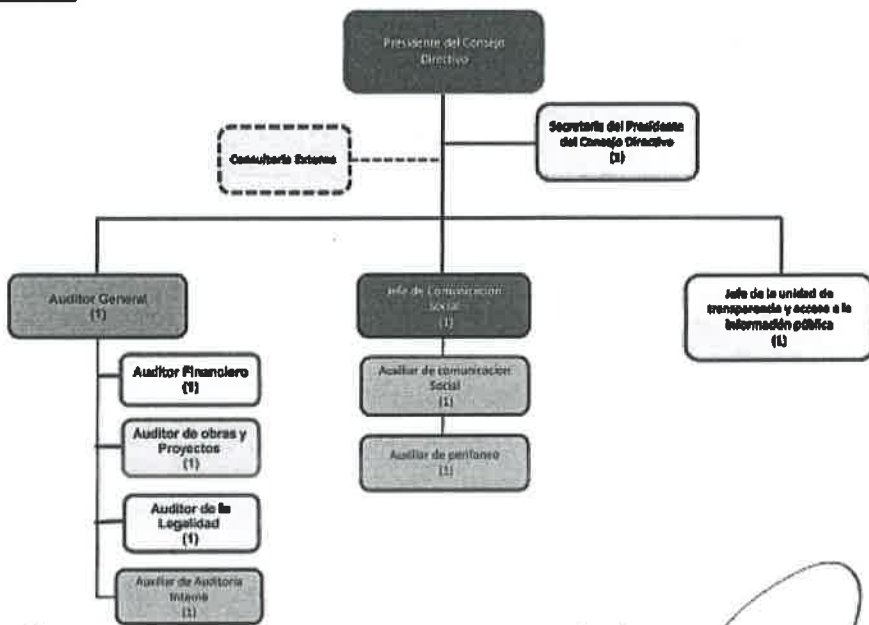 Presidente del Consejo
Directivo
Secretaria del Presidente
del Consejo Directivo
(1)
Consultoría Externa
Auditor General
(1)
Jefe de Comunicacion
Social
(1)
Jefe de la unidad de
transparencia y acceso a la
información pública
(1)
Auditor Financiero
(1)
Auditor de obras y
Proyectos
(1)
Auditor de la
Legalidad
(1)
Auxiliar de Auditoría
Interna
(1)
Auxiliar de comunicacion
Social
(1)
Auxiliar de perifoneo
(1)